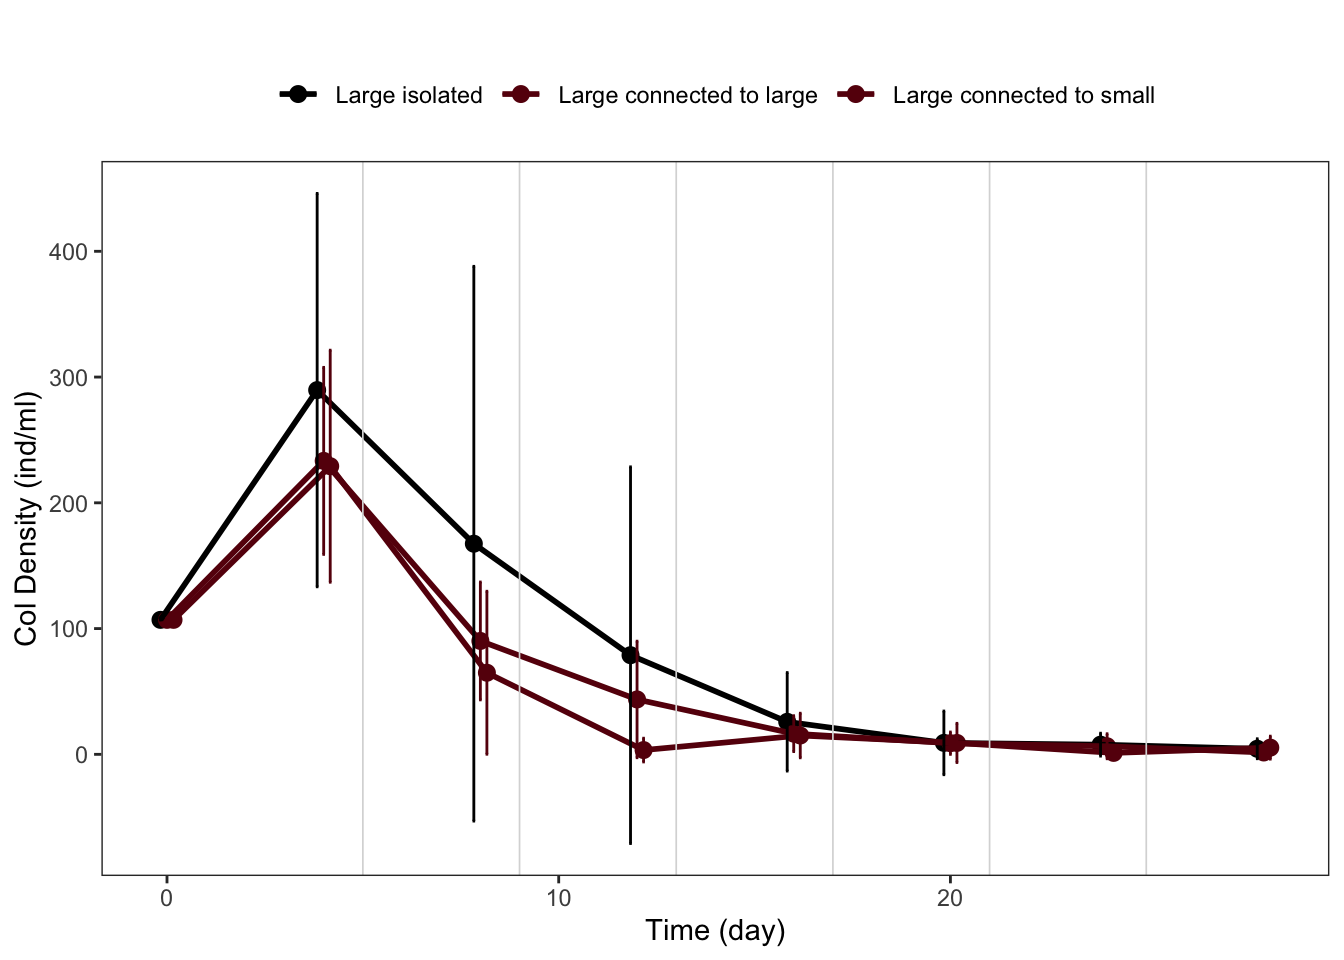 Large isolated Large connected to large Large connected to small
Col Density (ind/ml)
400
300
200
100
0
0 10 20
Time (day)